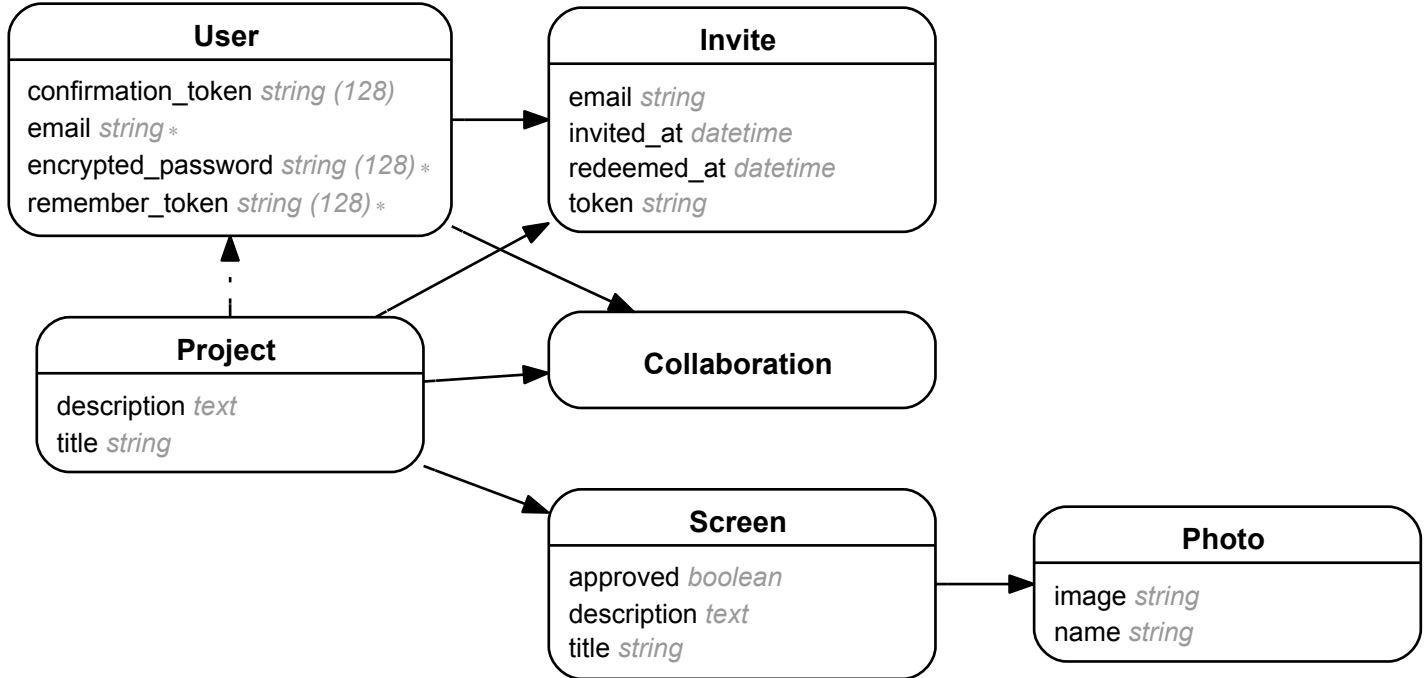 User
confirmation_token string (128)
email string *
encrypted_password string (128) *
remember_token string (128) *
Invite
email string
invited_at datetime
redeemed_at datetime
token string
Project
description text
title string
Collaboration
Screen
approved boolean
description text
title string
Photo
image string
name string